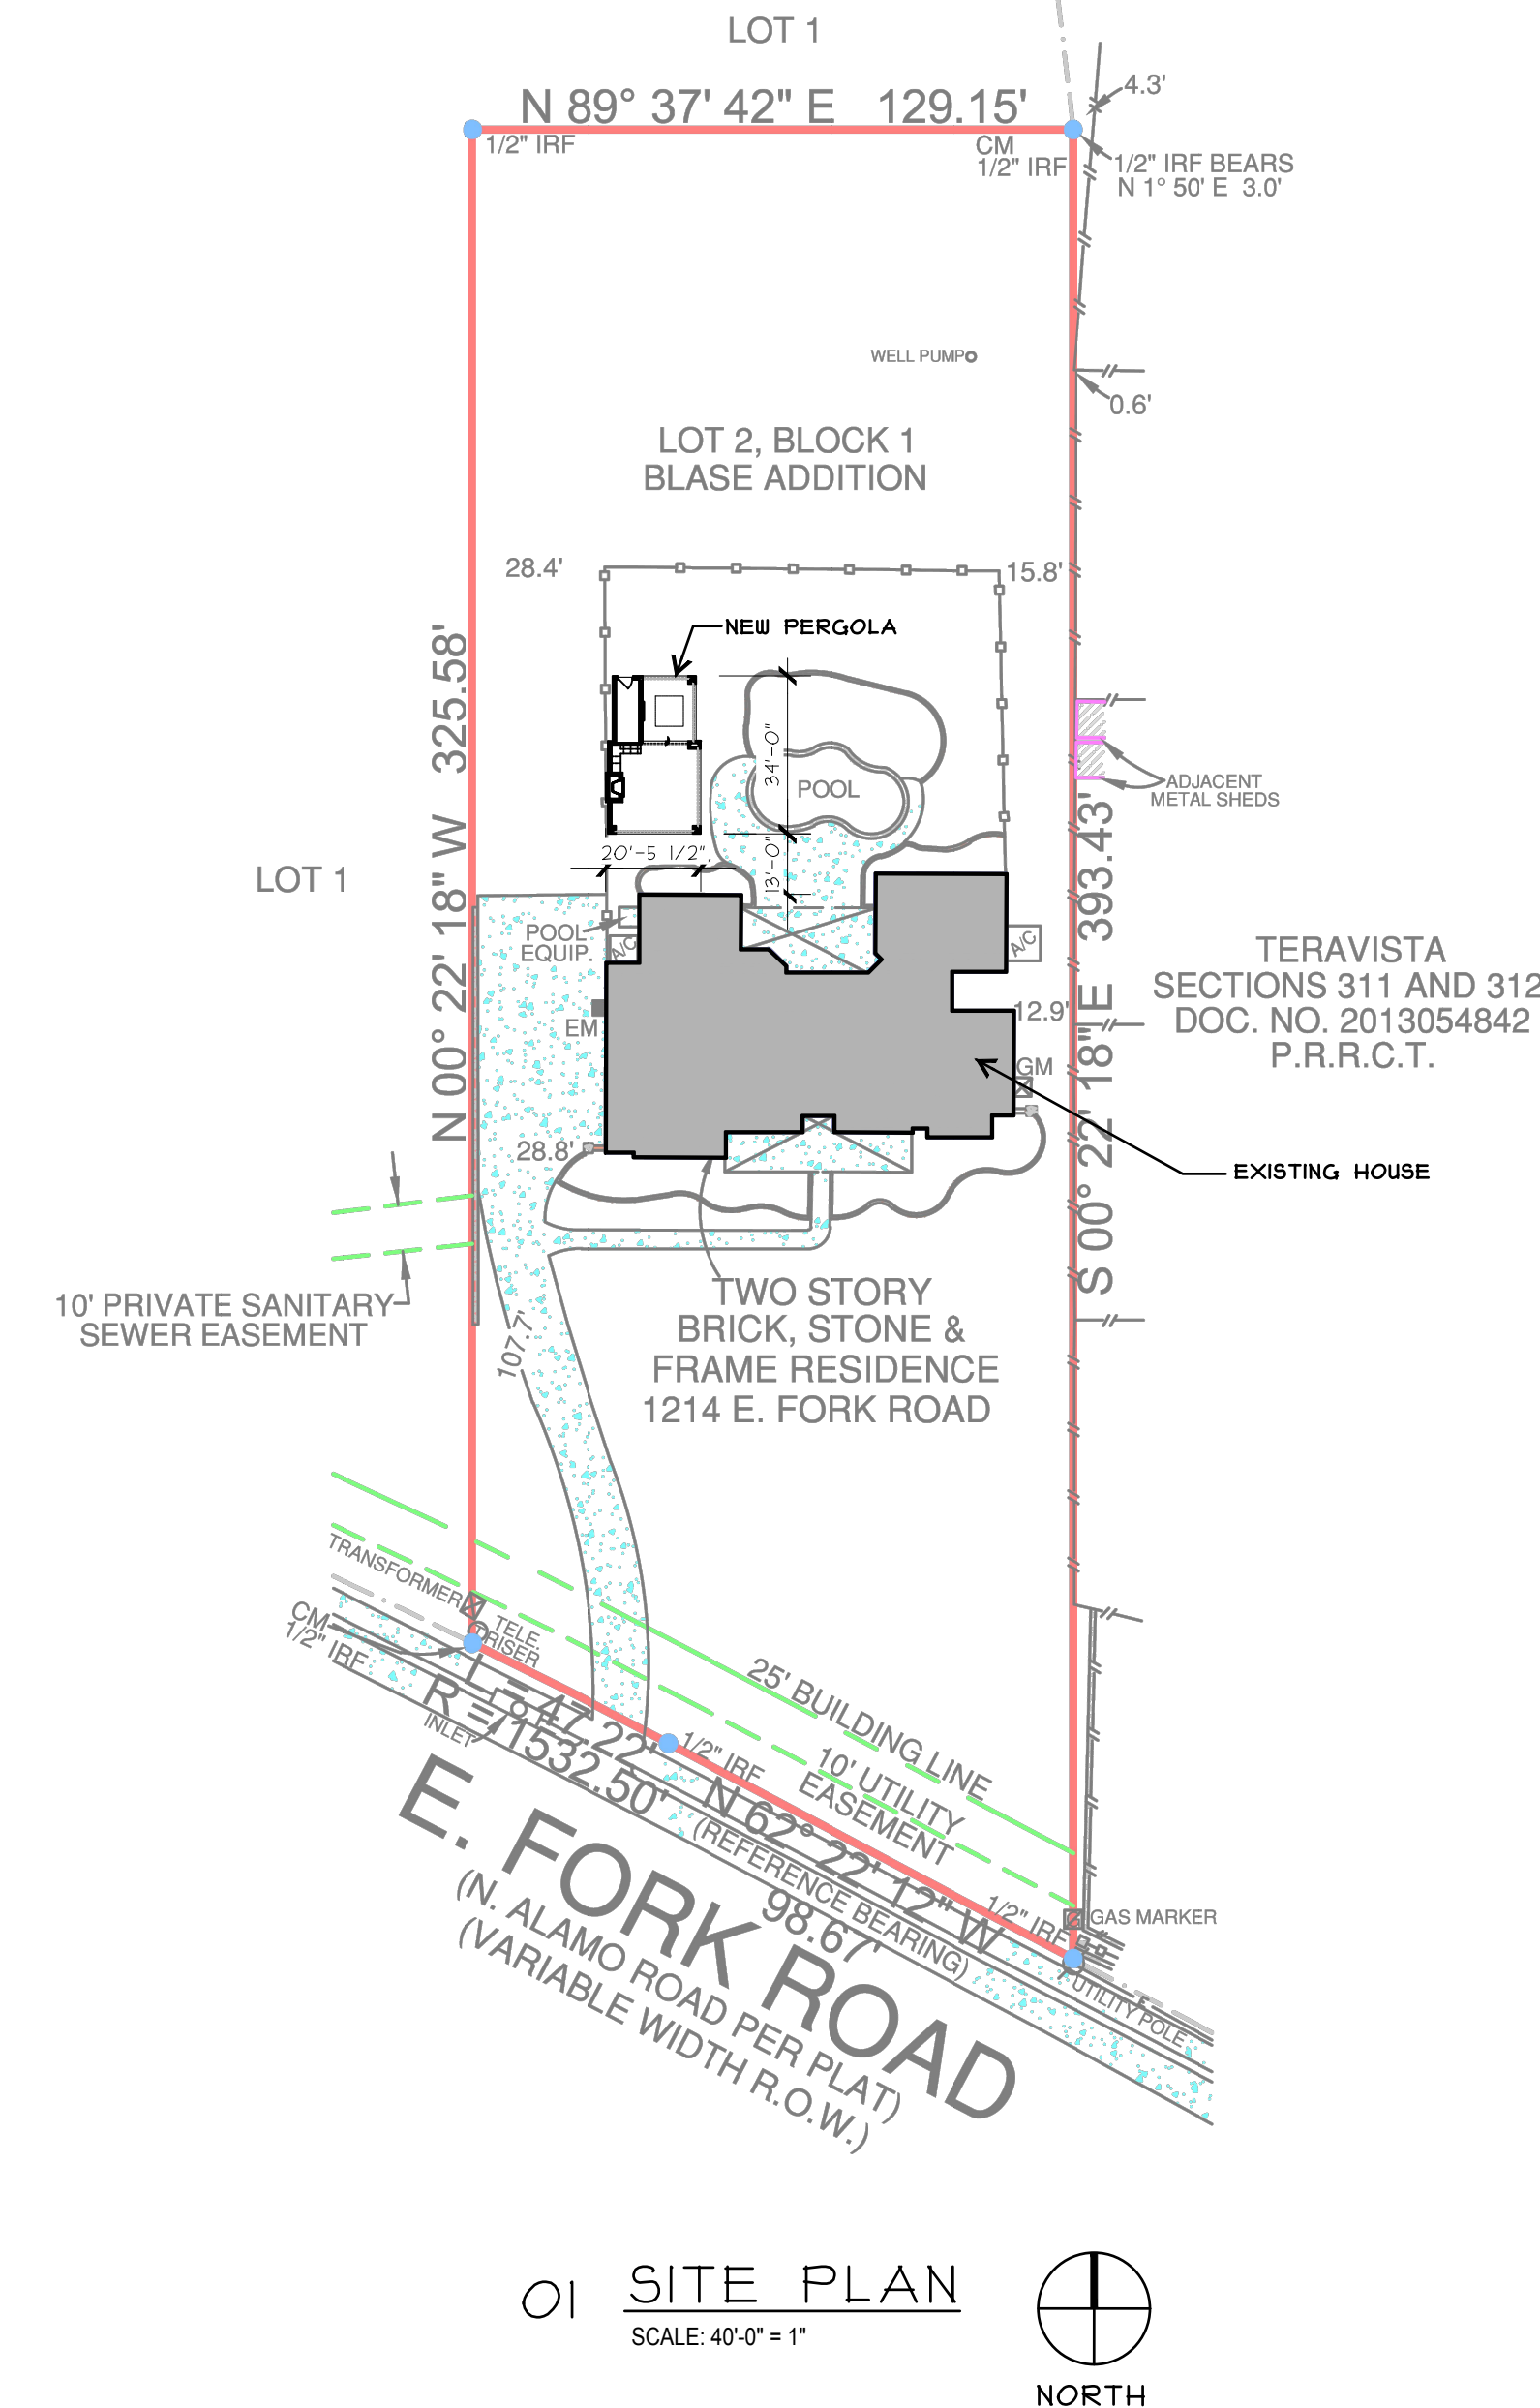 LOT 1
N 89° 37' 42" E 129.15'
4.3'
1/2" IRF
CM
1/2" IRF
1/2" IRF BEARS
N 1° 50' E 3.0'
WELL PUMP
0.6'
LOT 2, BLOCK 1
BLASE ADDITION
28.4'
15.8'
NEW PERGOLA
N 00° 22' 18" W 325.58'
34'-0"
POOL
ADJACENT
METAL SHEDS
20'-5 1/2"
13'-0"
LOT 1
S 00° 22' 18" E 393.43'
POOL
EQUIP.
A/C
A/C
TERAVISTA
SECTIONS 311 AND 312
DOC. NO. 2013054842
P.R.R.C.T.
EM
12.9'
GM
28.8'
EXISTING HOUSE
10' PRIVATE SANITARY
SEWER EASEMENT
107.7'
TWO STORY
BRICK, STONE &
FRAME RESIDENCE
1214 E. FORK ROAD
TRANSFORMER
TELE.
RISER
CM
1/2" IRF
L = 47.22'
R = 1532.50'
INLET
1/2" IRF
25' BUILDING LINE
10' UTILITY
EASEMENT
N 62° 22' 12" W
(REFERENCE BEARING)
98.67'
1/2" IRF
GAS MARKER
UTILITY POLE
E. FORK ROAD
(N. ALAMO ROAD PER PLAT)
(VARIABLE WIDTH R.O.W.)
01 SITE PLAN
SCALE: 40'-0" = 1"
NORTH